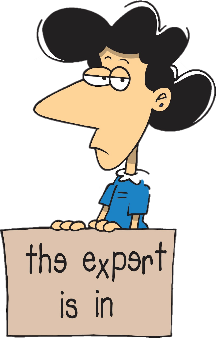 the expert
is in